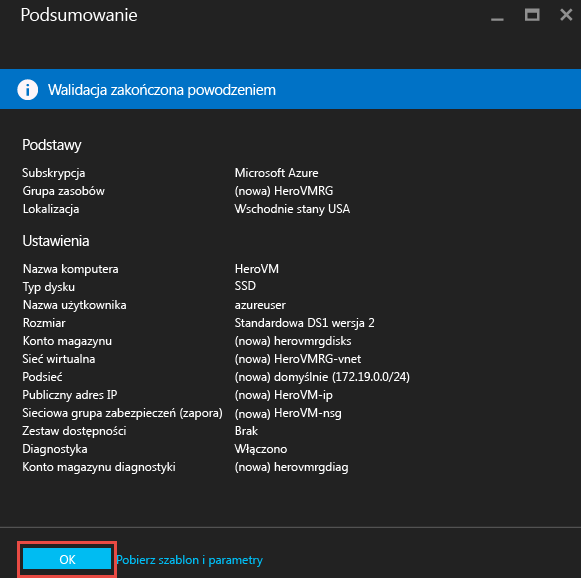 Podsumowanie
Walidacja zakończona powodzeniem
Podstawy
Subskrypcja Microsoft Azure
Grupa zasobów (nowa) HeroVMRG
Lokalizacja Wschodnie stany USA
Ustawienia
Nazwa komputera HeroVM
Typ dysku SSD
Nazwa użytkownika azureuser
Rozmiar Standardowa DS1 wersja 2
Konto magazynu (nowa) herovmrgdisks
Sieć wirtualna (nowa) HeroVMRG-vnet
Podsieć (nowa) domyślnie (172.19.0.0/24)
Publiczny adres IP (nowa) HeroVM-ip
Sieciowa grupa zabezpieczeń (zapora) (nowa) HeroVM-nsg
Zestaw dostępności Brak
Diagnostyka Włączono
Konto magazynu diagnostyki (nowa) herovmrgdiag
OK Pobierz szablon i parametry